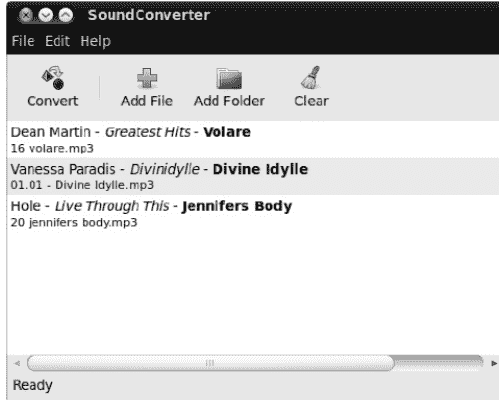 SoundConverter
File Edit Help
Convert Add File Add Folder Clear
Dean Martin - Greatest Hits - Volare
16 volare.mp3
Vanessa Paradis - Divinidylle - Divine Idylle
01.01 - Divine Idylle.mp3
Hole - Live Through This - Jennifers Body
20 jennifers body.mp3
Ready